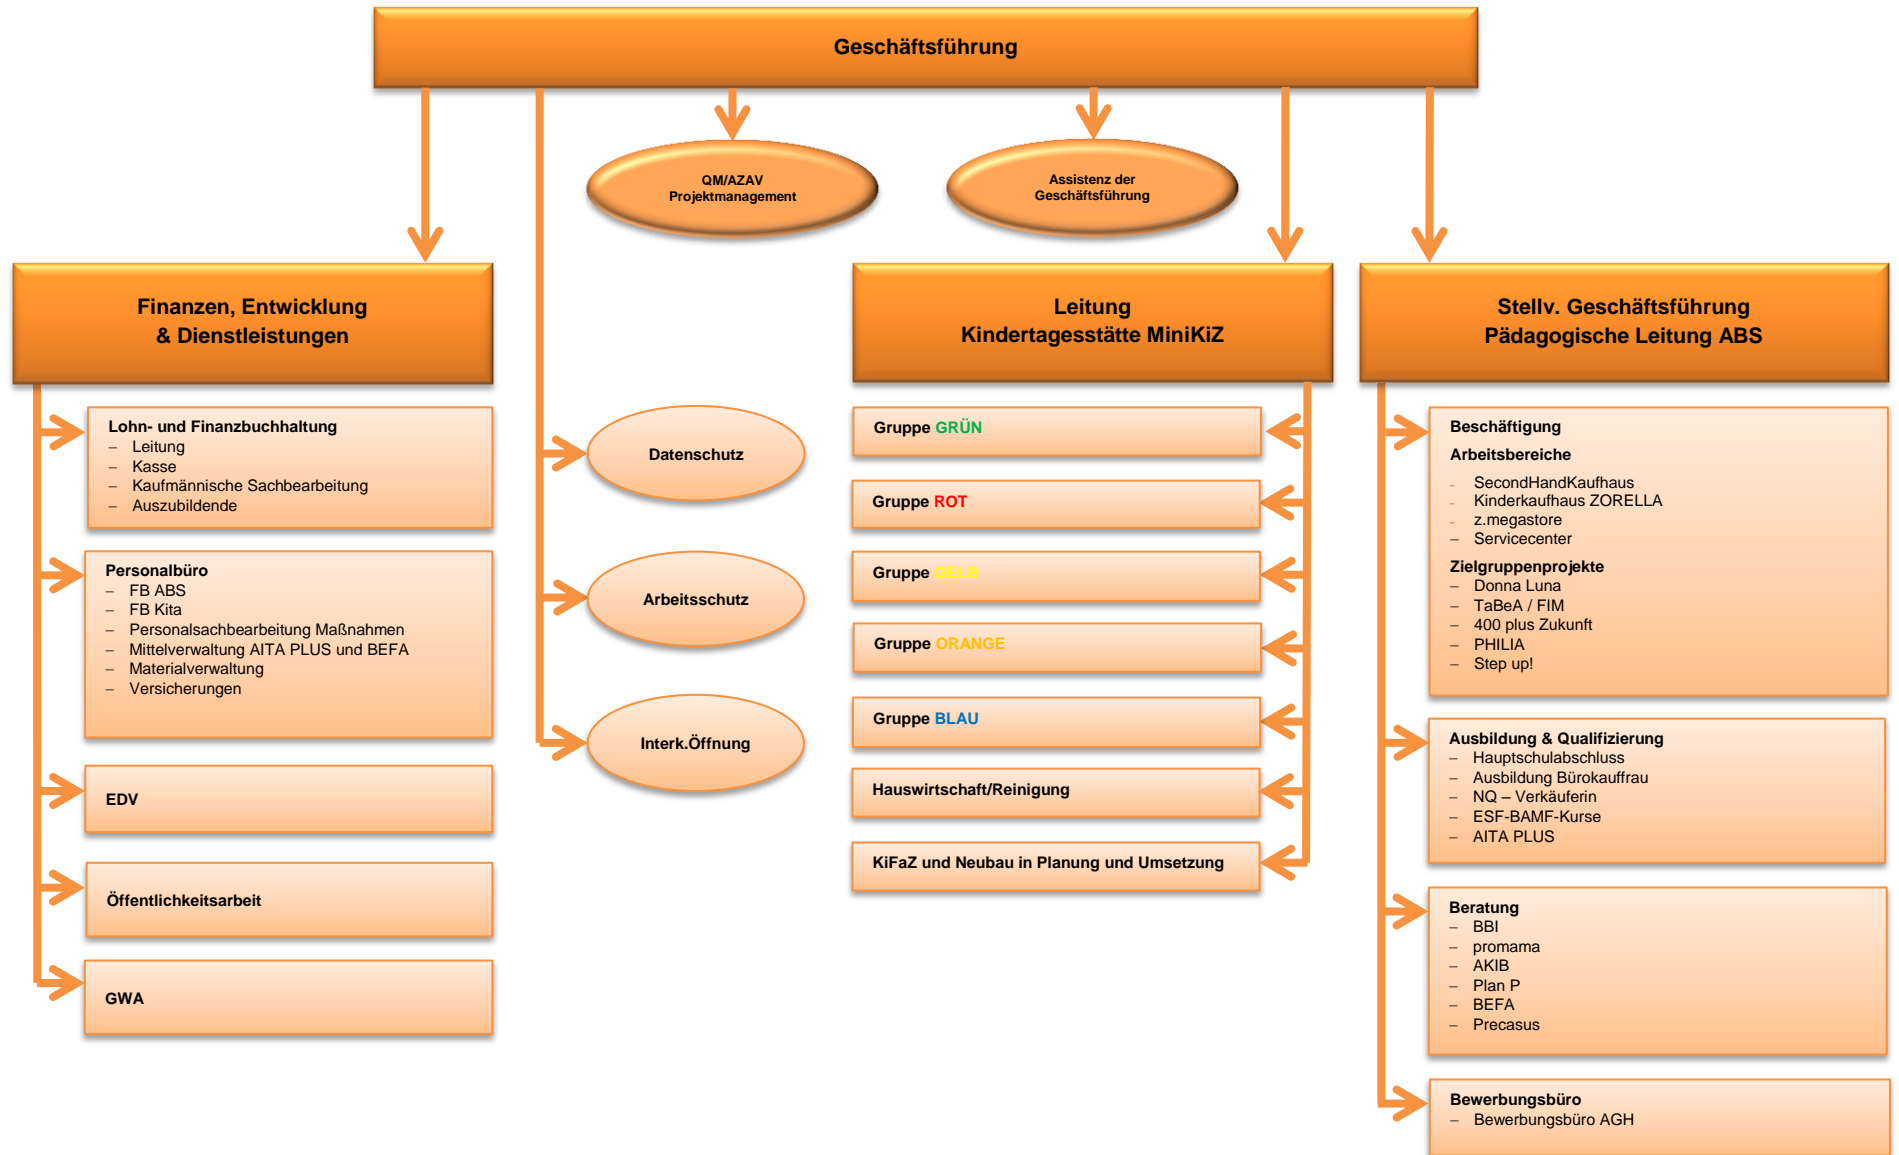 Geschäftsführung
QM/AZAV
Projektmanagement
Assistenz der
Geschäftsführung
Finanzen, Entwicklung
& Dienstleistungen
Lohn- und Finanzbuchhaltung
– Leitung
– Kasse
– Kaufmännische Sachbearbeitung
– Auszubildende
Personalbüro
– FB ABS
– FB Kita
– Personalsachbearbeitung Maßnahmen
– Mittelverwaltung AITA PLUS und BEFA
– Materialverwaltung
– Versicherungen
EDV
Öffentlichkeitsarbeit
GWA
Datenschutz
Arbeitsschutz
Interk.Öffnung
Leitung
Kindertagesstätte MiniKiZ
Gruppe GRÜN
Gruppe ROT
Gruppe GELB
Gruppe ORANGE
Gruppe BLAU
Hauswirtschaft/Reinigung
KiFaZ und Neubau in Planung und Umsetzung
Stellv. Geschäftsführung
Pädagogische Leitung ABS
Beschäftigung
Arbeitsbereiche
- SecondHandKaufhaus
- Kinderkaufhaus ZORELLA
- z.megastore
– Servicecenter
Zielgruppenprojekte
– Donna Luna
– TaBeA / FIM
– 400 plus Zukunft
– PHILIA
– Step up!
Ausbildung & Qualifizierung
– Hauptschulabschluss
– Ausbildung Bürokauffrau
– NQ – Verkäuferin
– ESF-BAMF-Kurse
– AITA PLUS
Beratung
– BBI
– promama
– AKIB
– Plan P
– BEFA
– Precasus
Bewerbungsbüro
– Bewerbungsbüro AGH